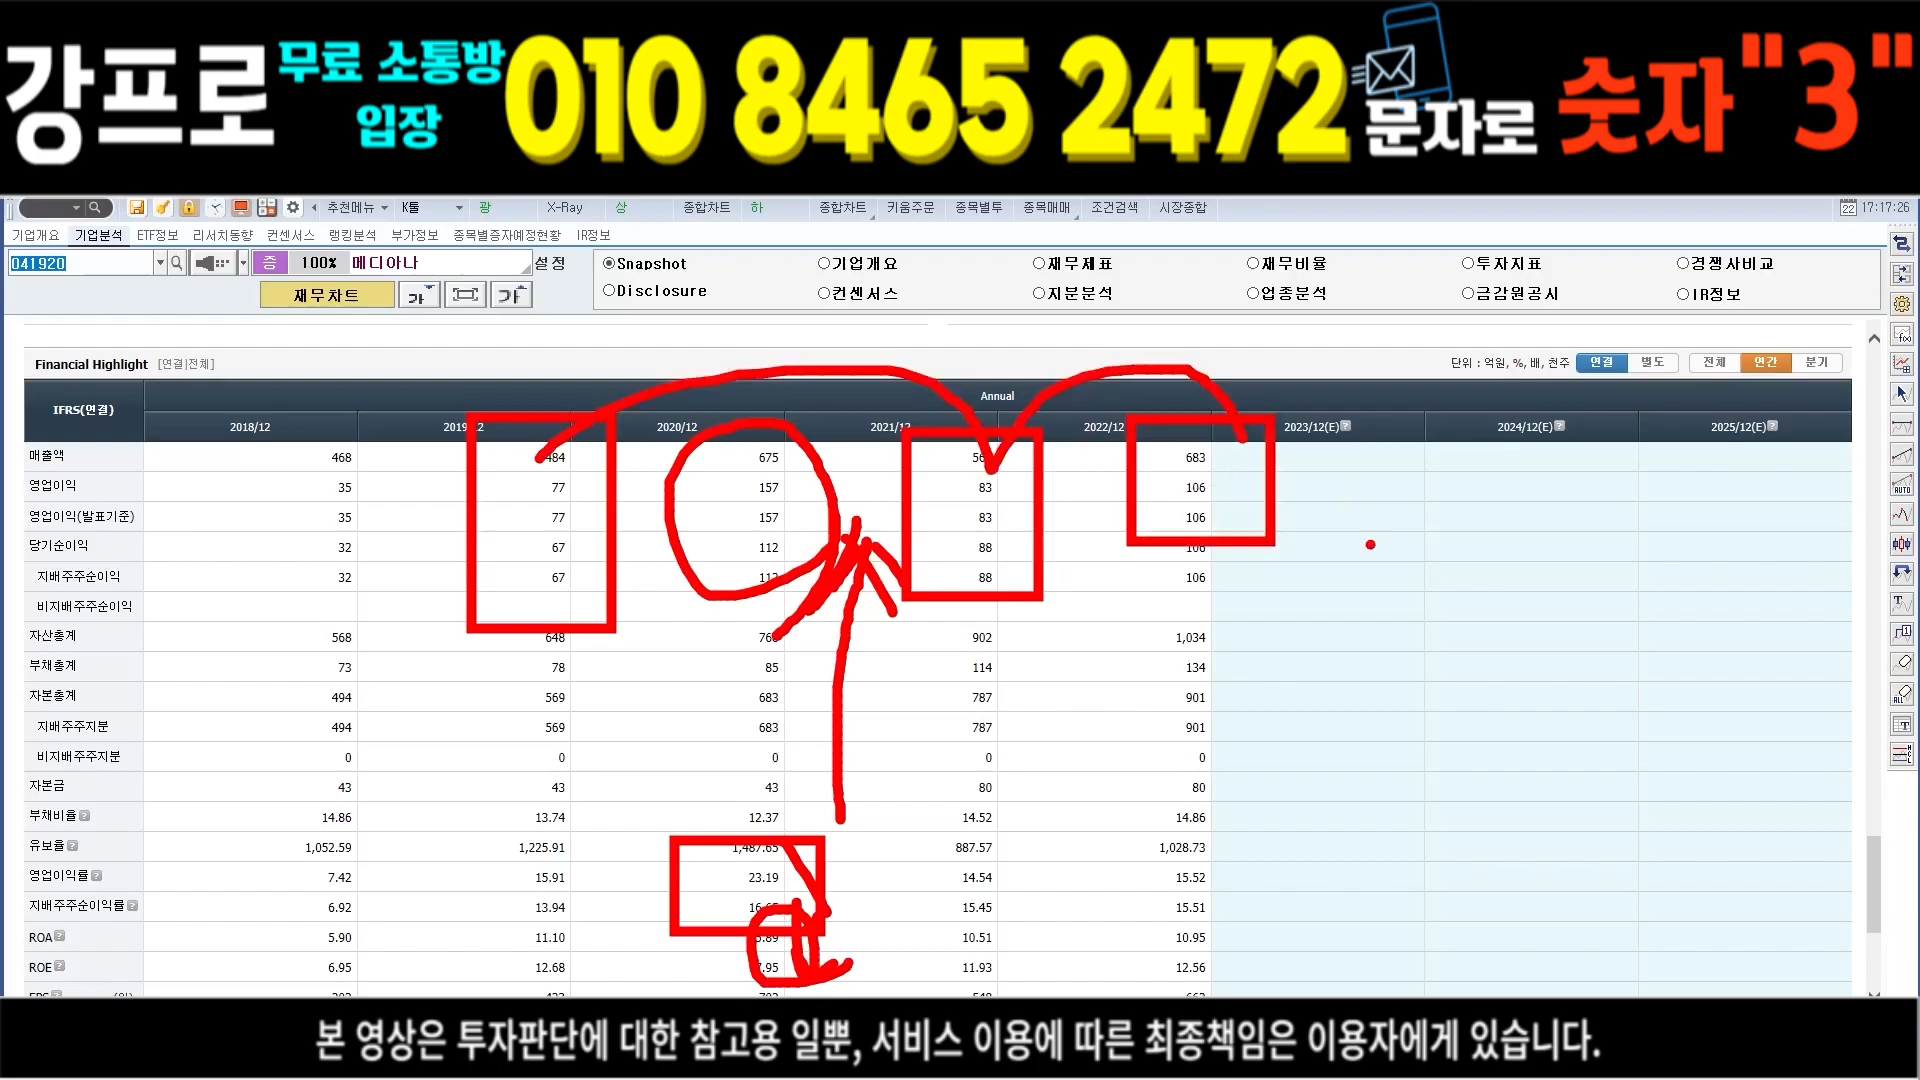 강프로 무료 소통방 입장 010 8465 2472 문자로 숫자"3"
추천메뉴 K툴 광 X-Ray 상 종합차트 하 종합차트 키움주문 종목별투 종목매매 조건검색 시장종합 22 17:17:26
기업개요 기업분석 ETF정보 리서치동향 컨센서스 랭킹분석 부가정보 종목별증자예정현황 IR정보
041920 증 100% 메디아나 설정
Snapshot 기업개요 재무제표 재무비율 투자지표 경쟁사비교
재무차트 가 가
Disclosure 컨센서스 지분분석 업종분석 금감원공시 IR정보
Financial Highlight [연결|전체] 단위 : 억원, %, 배, 천주 연결 별도 전체 연간 분기
IFRS(연결) Annual
2018/12 2020/12 2022/12 2023/12(E) 2024/12(E) 2025/12(E)
매출액 468 484 675 683
영업이익 35 77 157 83 106
영업이익(발표기준) 35 77 157 83 106
당기순이익 32 67 112 88 106
지배주주순이익 32 67 112 88 106
비지배주주순이익
자산총계 568 648 902 1,034
부채총계 73 78 85 114 134
자본총계 494 569 683 787 901
지배주주지분 494 569 683 787 901
비지배주주지분 0 0 0 0 0
자본금 43 43 43 80 80
부채비율 14.86 13.74 12.37 14.52 14.86
유보율 1,052.59 1,225.91 1,487.65 887.57 1,028.73
영업이익률 7.42 15.91 23.19 14.54 15.52
지배주주순이익률 6.92 13.94 15.45 15.51
ROA 5.90 11.10 10.51 10.95
ROE 6.95 12.68 11.93 12.56
본 영상은 투자판단에 대한 참고용 일뿐, 서비스 이용에 따른 최종책임은 이용자에게 있습니다.